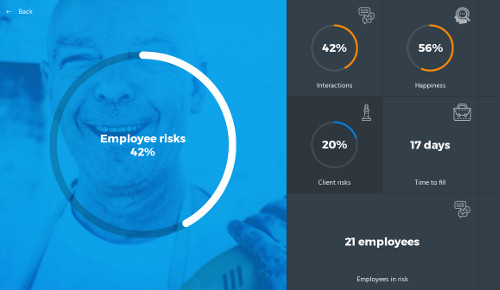 ← Back
Employee risks
42%
42%
Interactions
56%
Happiness
20%
Client risks
17 days
Time to fill
21 employees
Employees in risk